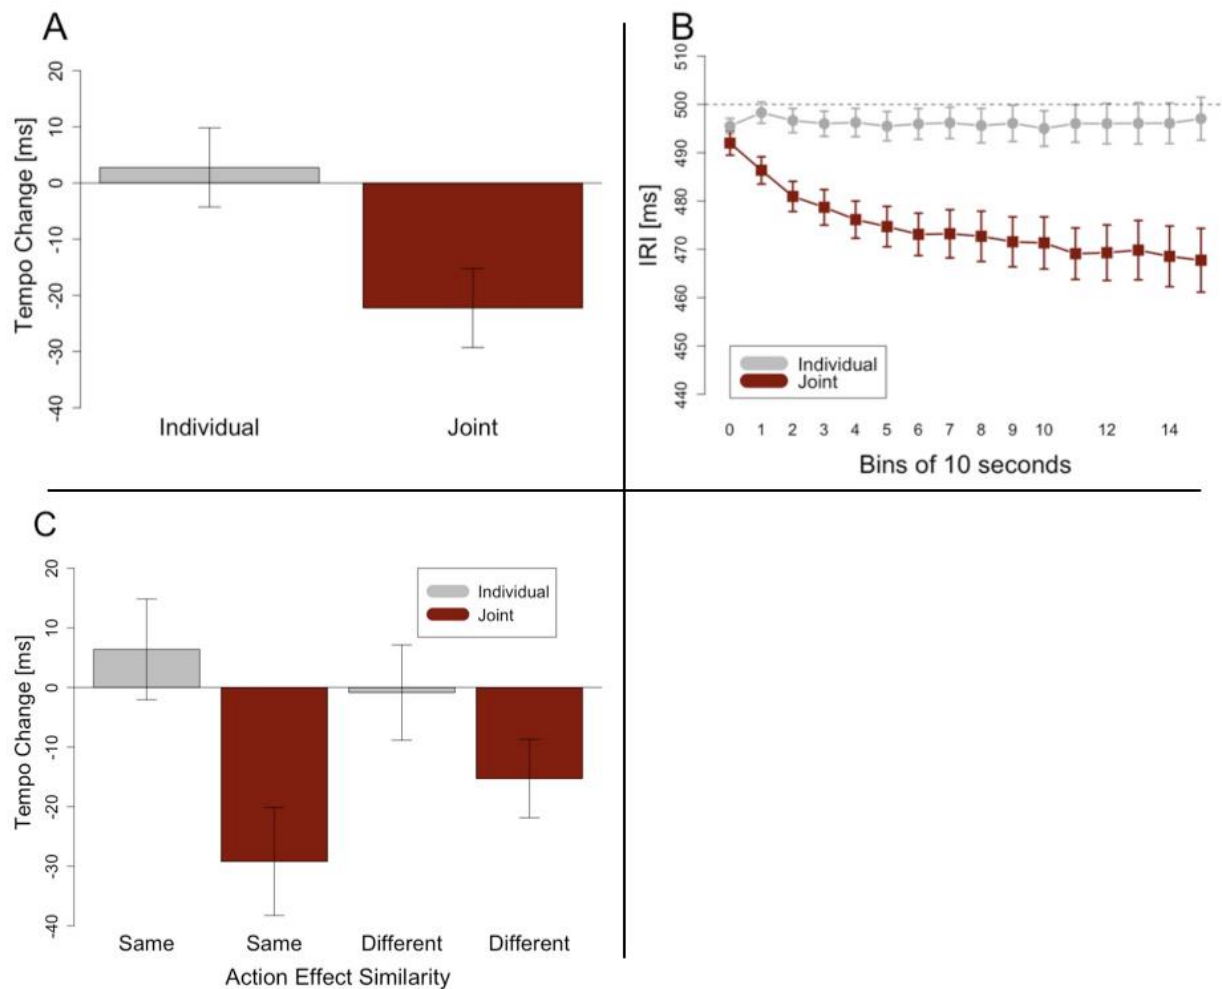 A
Tempo Change [ms]
20
10
0
-10
-20
-30
-40
Individual Joint
B
IRI [ms]
510
500
490
480
470
460
450
440
Individual
Joint
0 1 2 3 4 5 6 7 8 9 10 12 14
Bins of 10 seconds
C
Tempo Change [ms]
20
10
0
-10
-20
-30
-40
Individual
Joint
Same Same Different Different
Action Effect Similarity